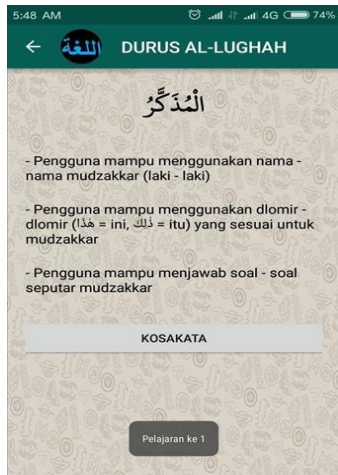 5:48 AM 4G 74%
اللغة DURUS AL-LUGHAH
الْمُذَكَّرُ
- Pengguna mampu menggunakan nama -
nama mudzakkar (laki - laki)
- Pengguna mampu menggunakan dlomir -
dlomir (هٰذَا = ini, ذٰلِكَ = itu) yang sesuai untuk
mudzakkar
- Pengguna mampu menjawab soal - soal
seputar mudzakkar
KOSAKATA
Pelajaran ke 1